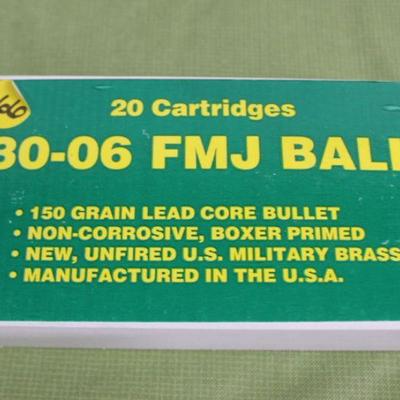 20 Cartridges
30-06 FMJ BALL
• 150 GRAIN LEAD CORE BULLET
• NON-CORROSIVE, BOXER PRIMED
• NEW, UNFIRED U.S. MILITARY BRASS
• MANUFACTURED IN THE U.S.A.